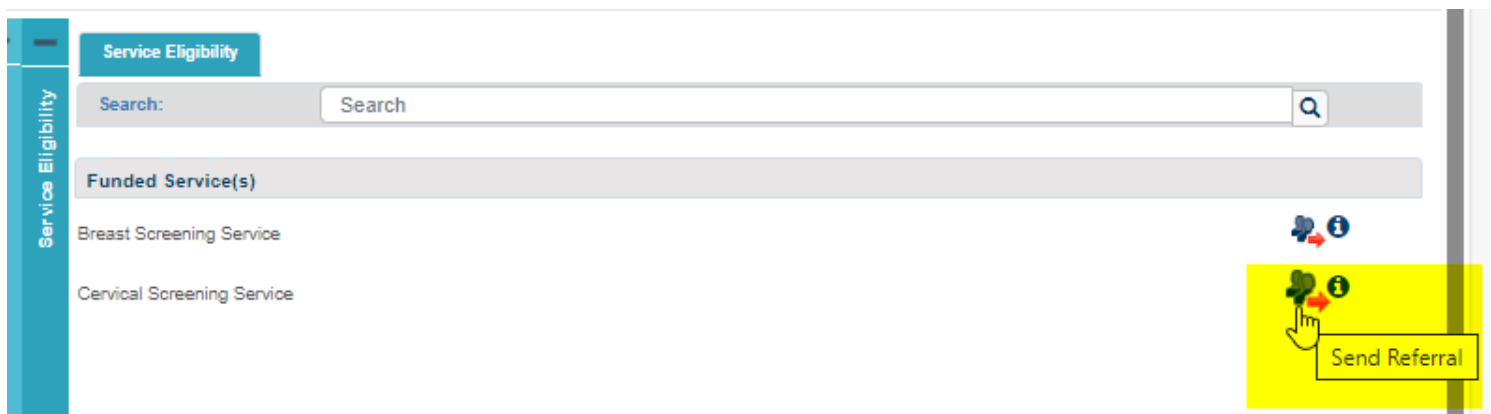 Service Eligibility
Service Eligibility
Search:
Search
Funded Service(s)
Breast Screening Service
Cervical Screening Service
Send Referral